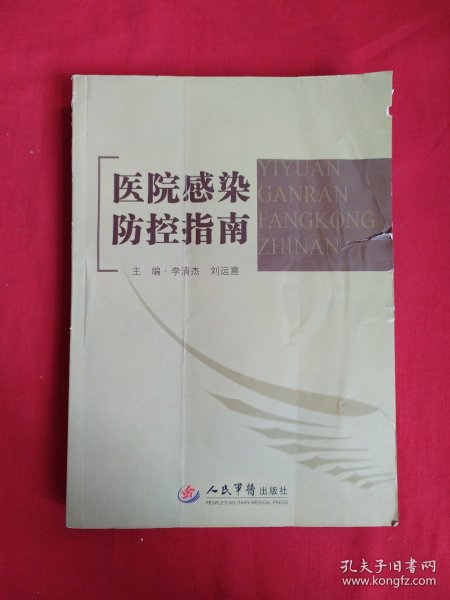 医院感染
防控指南
YIYUAN
GANRAN
FANGKONG
ZHINAN
主 编·李清杰 刘运喜
人民军医出版社
PEOPLE'S MILITARY MEDICAL PRESS
孔夫子旧书网
www.kongfz.com